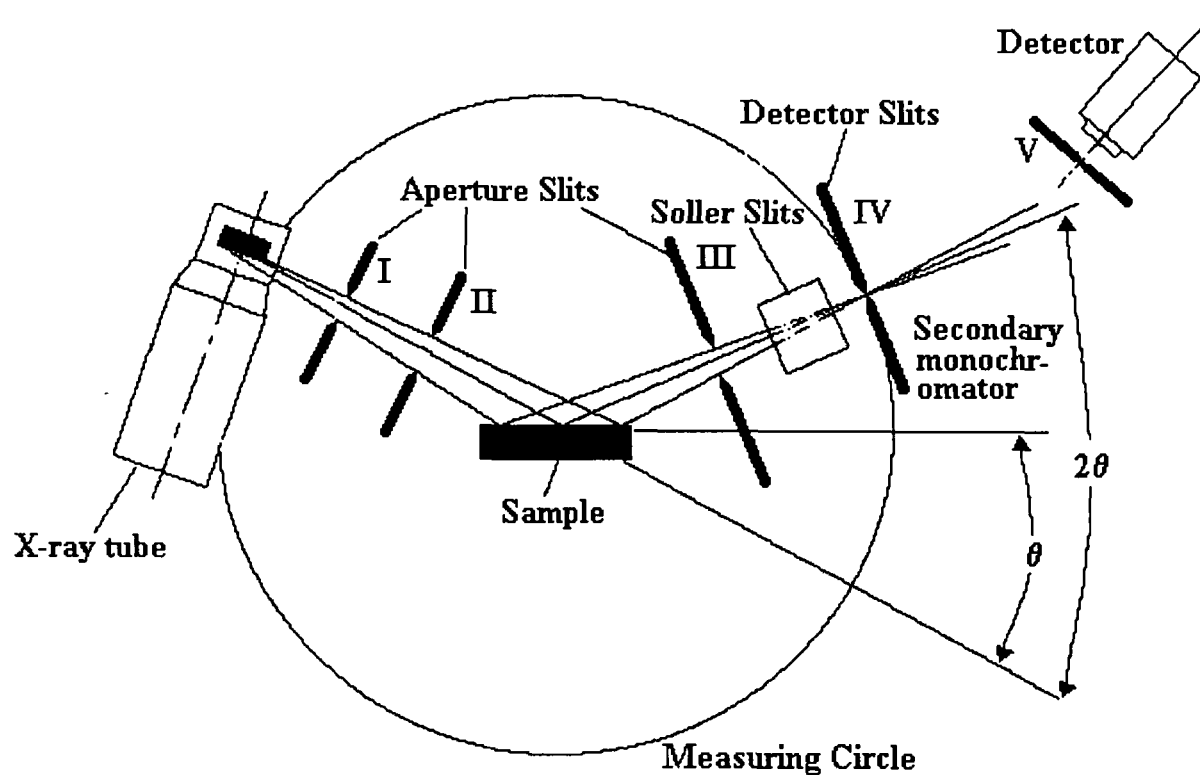 Detector
Detector Slits
V
Aperture Slits
Soller Slits
IV
I
III
II
Secondary
monochr-
omator
2θ
Sample
X-ray tube
θ
Measuring Circle